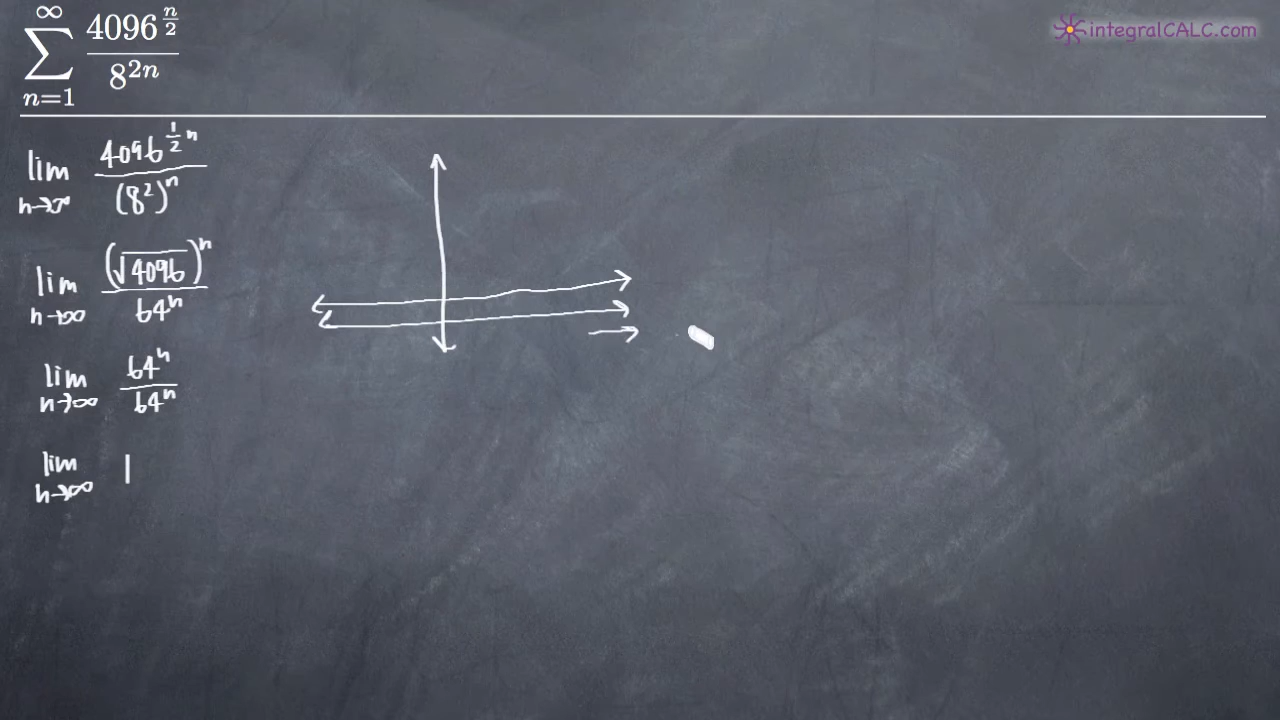 ∞
∑ 4096^(n/2) / 8^(2n)
n=1
integralCALC.com
lim n→∞ 4096^(1/2 n) / (8²)^n
lim n→∞ (√4096)^n / 64^n
lim n→∞ 64^n / 64^n
lim n→∞ 1